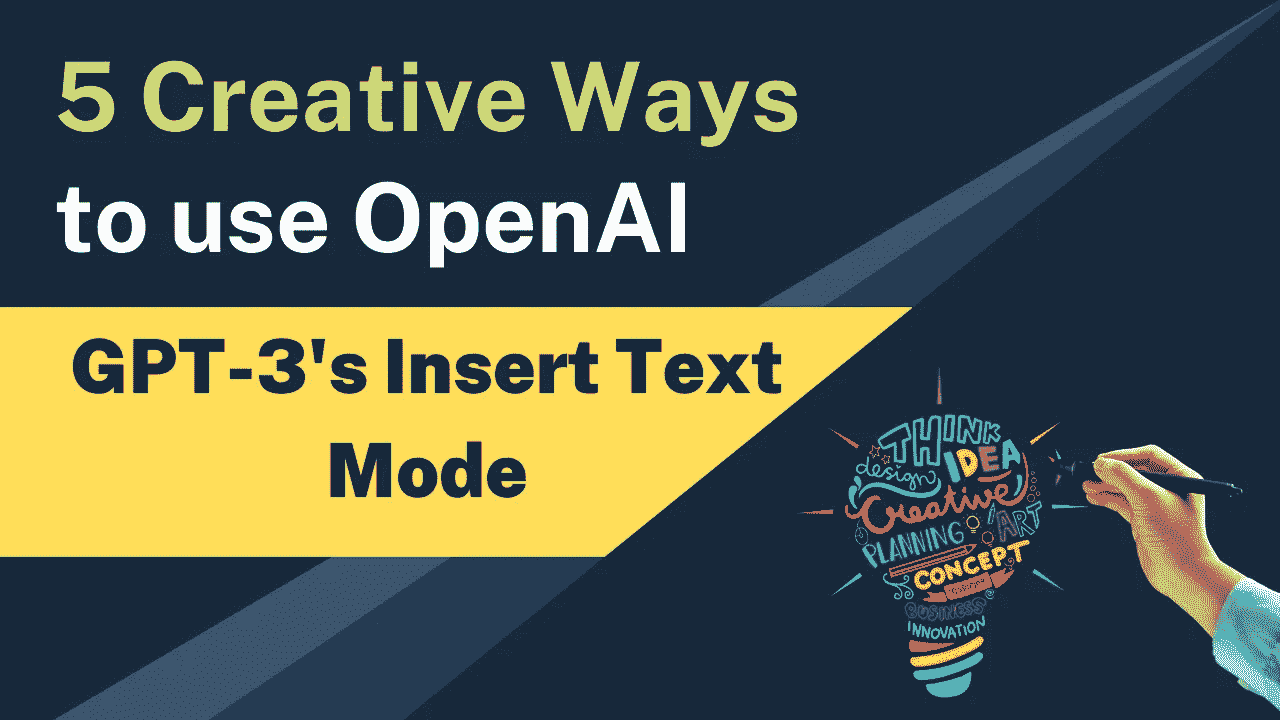 5 Creative Ways
to use OpenAI
GPT-3's Insert Text
Mode
THINK
design IDEA
Creative
PLANNING ART
CONCEPT
BUSINESS
INNOVATION